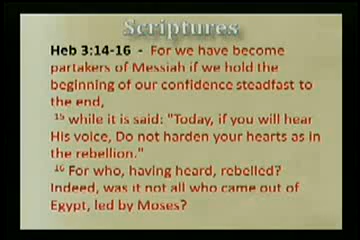 Scriptures
Heb 3:14-16 - For we have become
partakers of Messiah if we hold the
beginning of our confidence steadfast to
the end,
15 while it is said: "Today, if you will hear
His voice, Do not harden your hearts as in
the rebellion."
16 For who, having heard, rebelled?
Indeed, was it not all who came out of
Egypt, led by Moses?